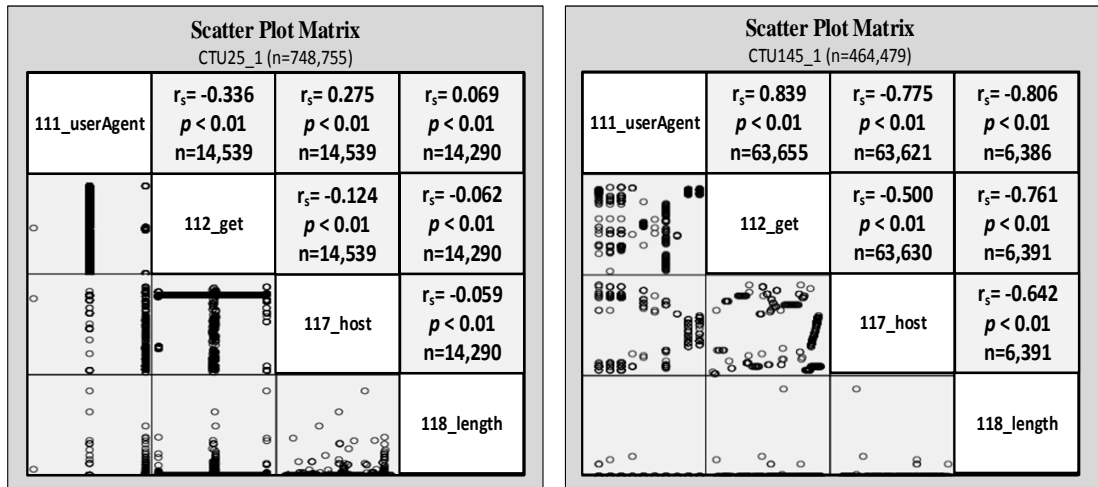 Scatter Plot Matrix
CTU25_1 (n=748,755)
111_userAgent
rs= -0.336
p < 0.01
n=14,539
rs= 0.275
p < 0.01
n=14,539
rs= 0.069
p < 0.01
n=14,290
112_get
rs= -0.124
p < 0.01
n=14,539
rs= -0.062
p < 0.01
n=14,290
117_host
rs= -0.059
p < 0.01
n=14,290
118_length
Scatter Plot Matrix
CTU145_1 (n=464,479)
111_userAgent
rs= 0.839
p < 0.01
n=63,655
rs= -0.775
p < 0.01
n=63,621
rs= -0.806
p < 0.01
n=6,386
112_get
rs= -0.500
p < 0.01
n=63,630
rs= -0.761
p < 0.01
n=6,391
117_host
rs= -0.642
p < 0.01
n=6,391
118_length